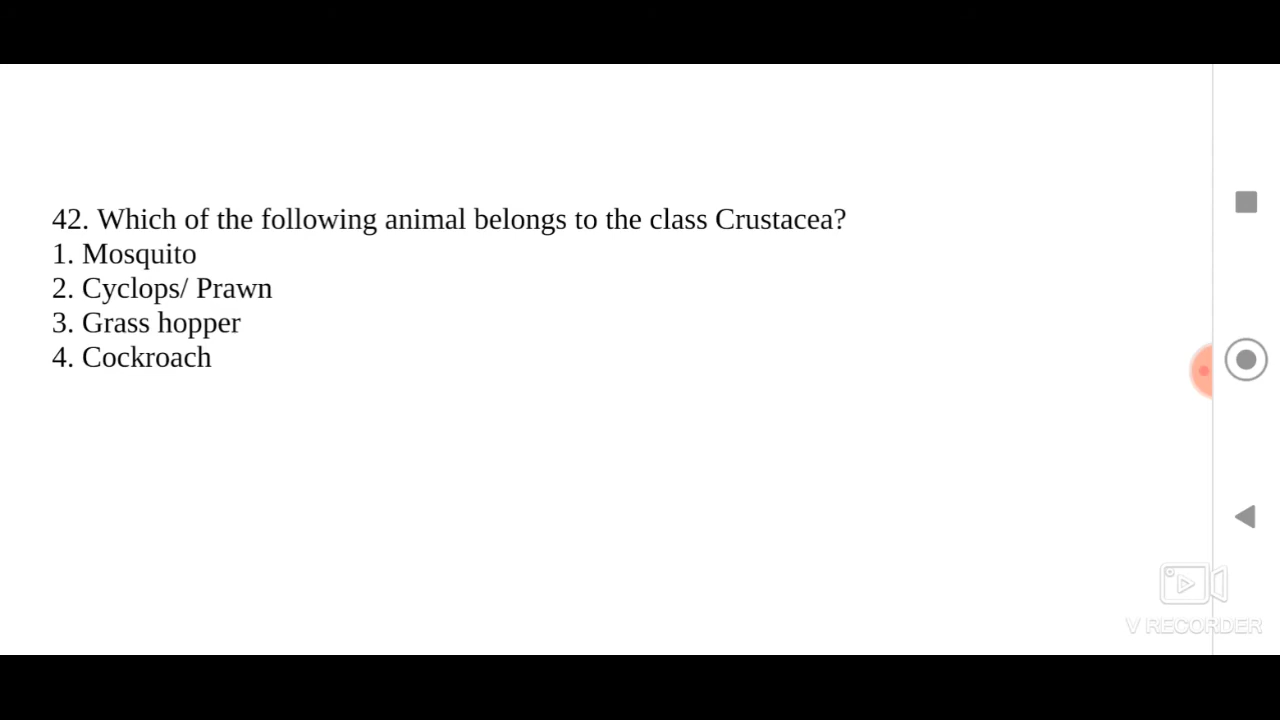 42. Which of the following animal belongs to the class Crustacea?
1. Mosquito
2. Cyclops/ Prawn
3. Grass hopper
4. Cockroach
V RECORDER